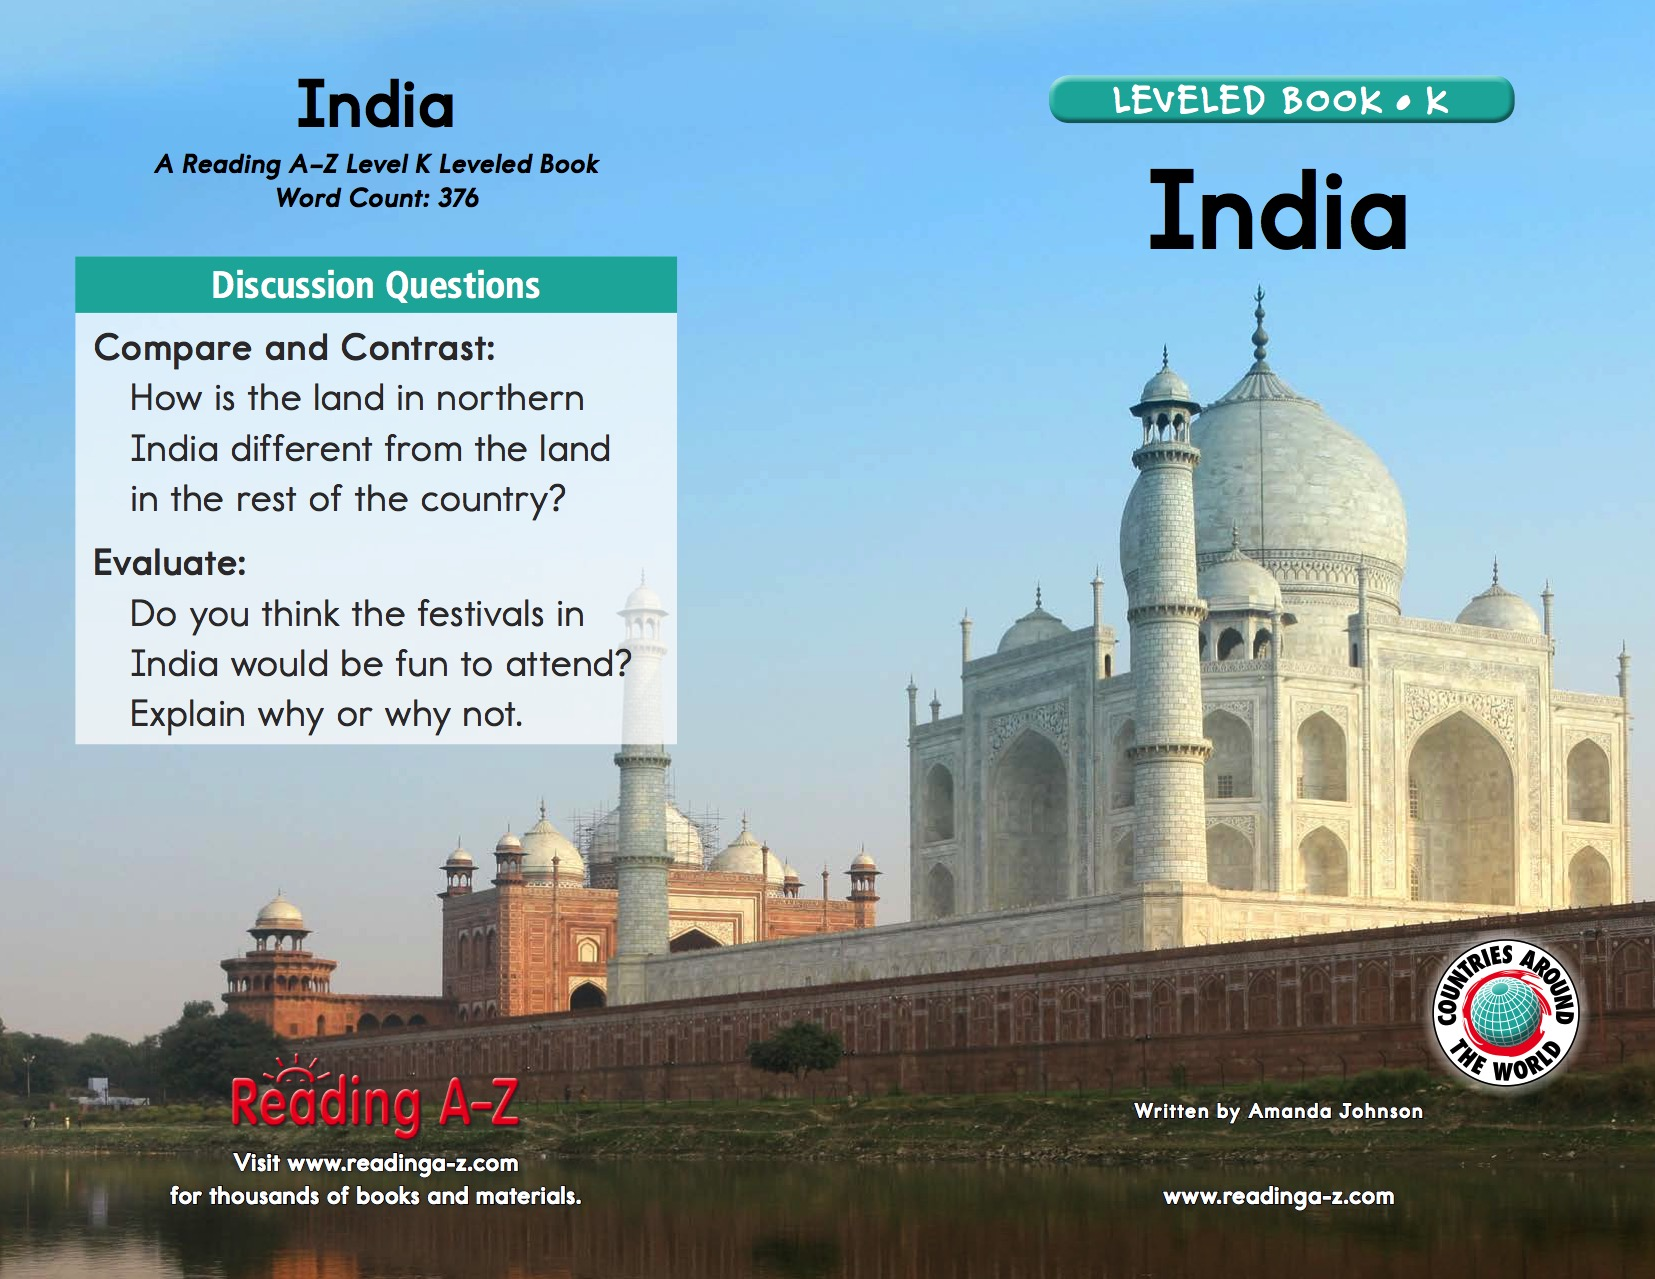 India
A Reading A–Z Level K Leveled Book
Word Count: 376
Discussion Questions
Compare and Contrast:
How is the land in northern
India different from the land
in the rest of the country?
Evaluate:
Do you think the festivals in
India would be fun to attend?
Explain why or why not.
Reading A–Z
Visit www.readinga-z.com
for thousands of books and materials.
LEVELED BOOK • K
India
COUNTRIES AROUND
THE WORLD
Written by Amanda Johnson
www.readinga-z.com